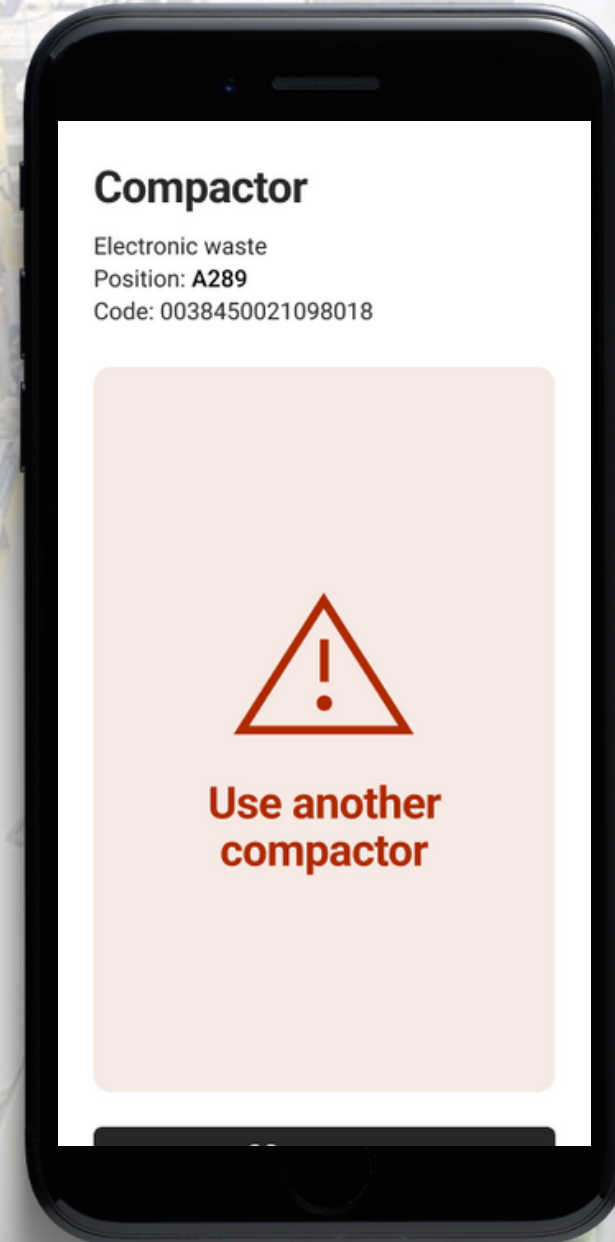 Compactor
Electronic waste
Position: A289
Code: 0038450021098018
Use another
compactor